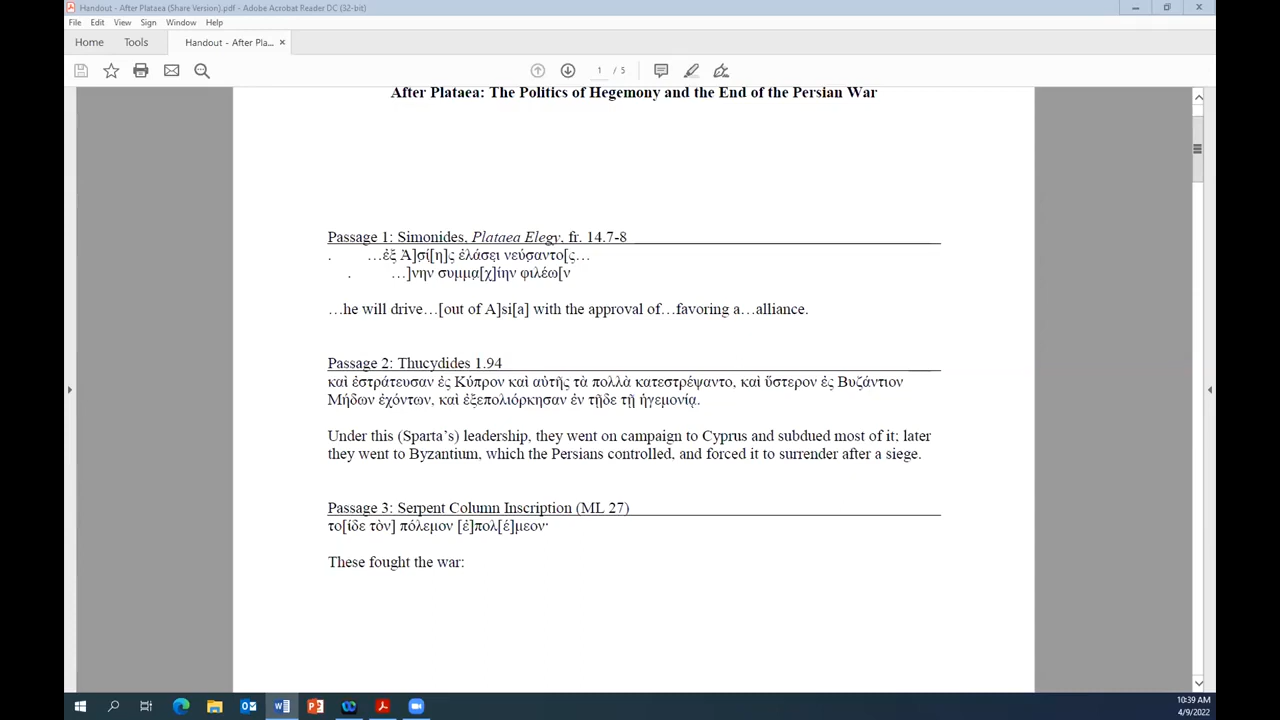 Handout - After Plataea (Share Version).pdf - Adobe Acrobat Reader DC (32-bit)
File Edit View Sign Window Help
Home Tools Handout - After Pla... ×
1 / 5
After Plataea: The Politics of Hegemony and the End of the Persian War
Passage 1: Simonides, Plataea Elegy, fr. 14.7-8
. …ἐξ Ἀ]σί[η]ς ἐλάσει νεύσαντο[ς…
. …]νην συμμα[χ]ίην φιλέω[ν
…he will drive…[out of A]si[a] with the approval of…favoring a…alliance.
Passage 2: Thucydides 1.94
καὶ ἐστράτευσαν ἐς Κύπρον καὶ αὐτῆς τὰ πολλὰ κατεστρέψαντο, καὶ ὕστερον ἐς Βυζάντιον
Μήδων ἐχόντων, καὶ ἐξεπολιόρκησαν ἐν τῇδε τῇ ἡγεμονίᾳ.
Under this (Sparta’s) leadership, they went on campaign to Cyprus and subdued most of it; later
they went to Byzantium, which the Persians controlled, and forced it to surrender after a siege.
Passage 3: Serpent Column Inscription (ML 27)
το[ίδε τὸν] πόλεμον [ἐ]πολ[έ]μεον·
These fought the war:
10:39 AM
4/9/2022